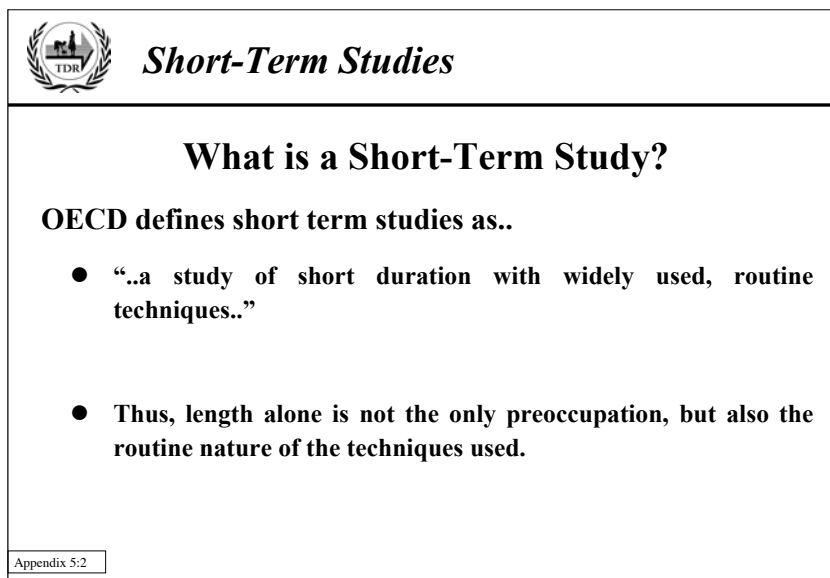 TDR
Short-Term Studies
What is a Short-Term Study?
OECD defines short term studies as..
● “..a study of short duration with widely used, routine
techniques..”
● Thus, length alone is not the only preoccupation, but also the
routine nature of the techniques used.
Appendix 5:2